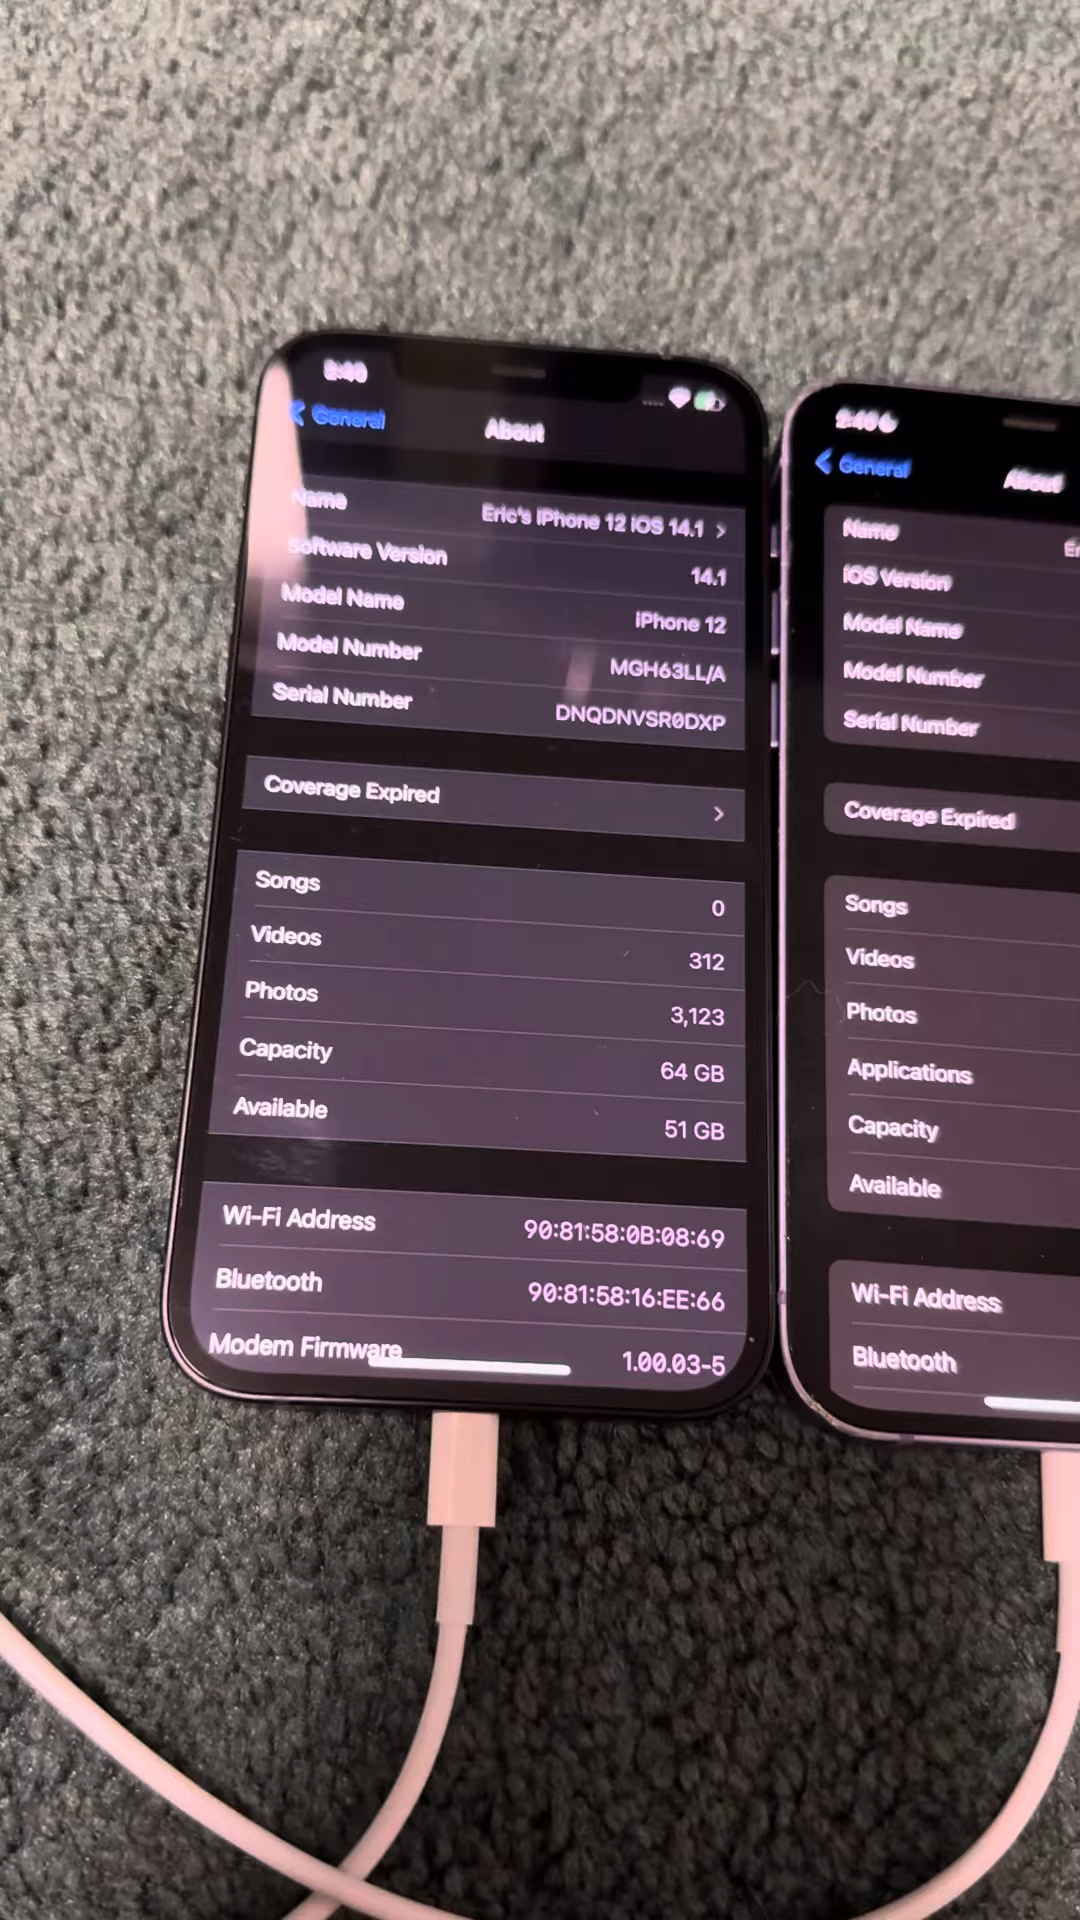 2:40
General
About
Name Eric's iPhone 12 iOS 14.1
Software Version 14.1
Model Name iPhone 12
Model Number MGH63LL/A
Serial Number DNQDNVSR0DXP
Coverage Expired
Songs 0
Videos 312
Photos 3,123
Capacity 64 GB
Available 51 GB
Wi-Fi Address 90:81:58:0B:08:69
Bluetooth 90:81:58:16:EE:66
Modem Firmware 1.00.03-5
2:40
General
About
Name Er
iOS Version
Model Name
Model Number
Serial Number
Coverage Expired
Songs
Videos
Photos
Applications
Capacity
Available
Wi-Fi Address
Bluetooth